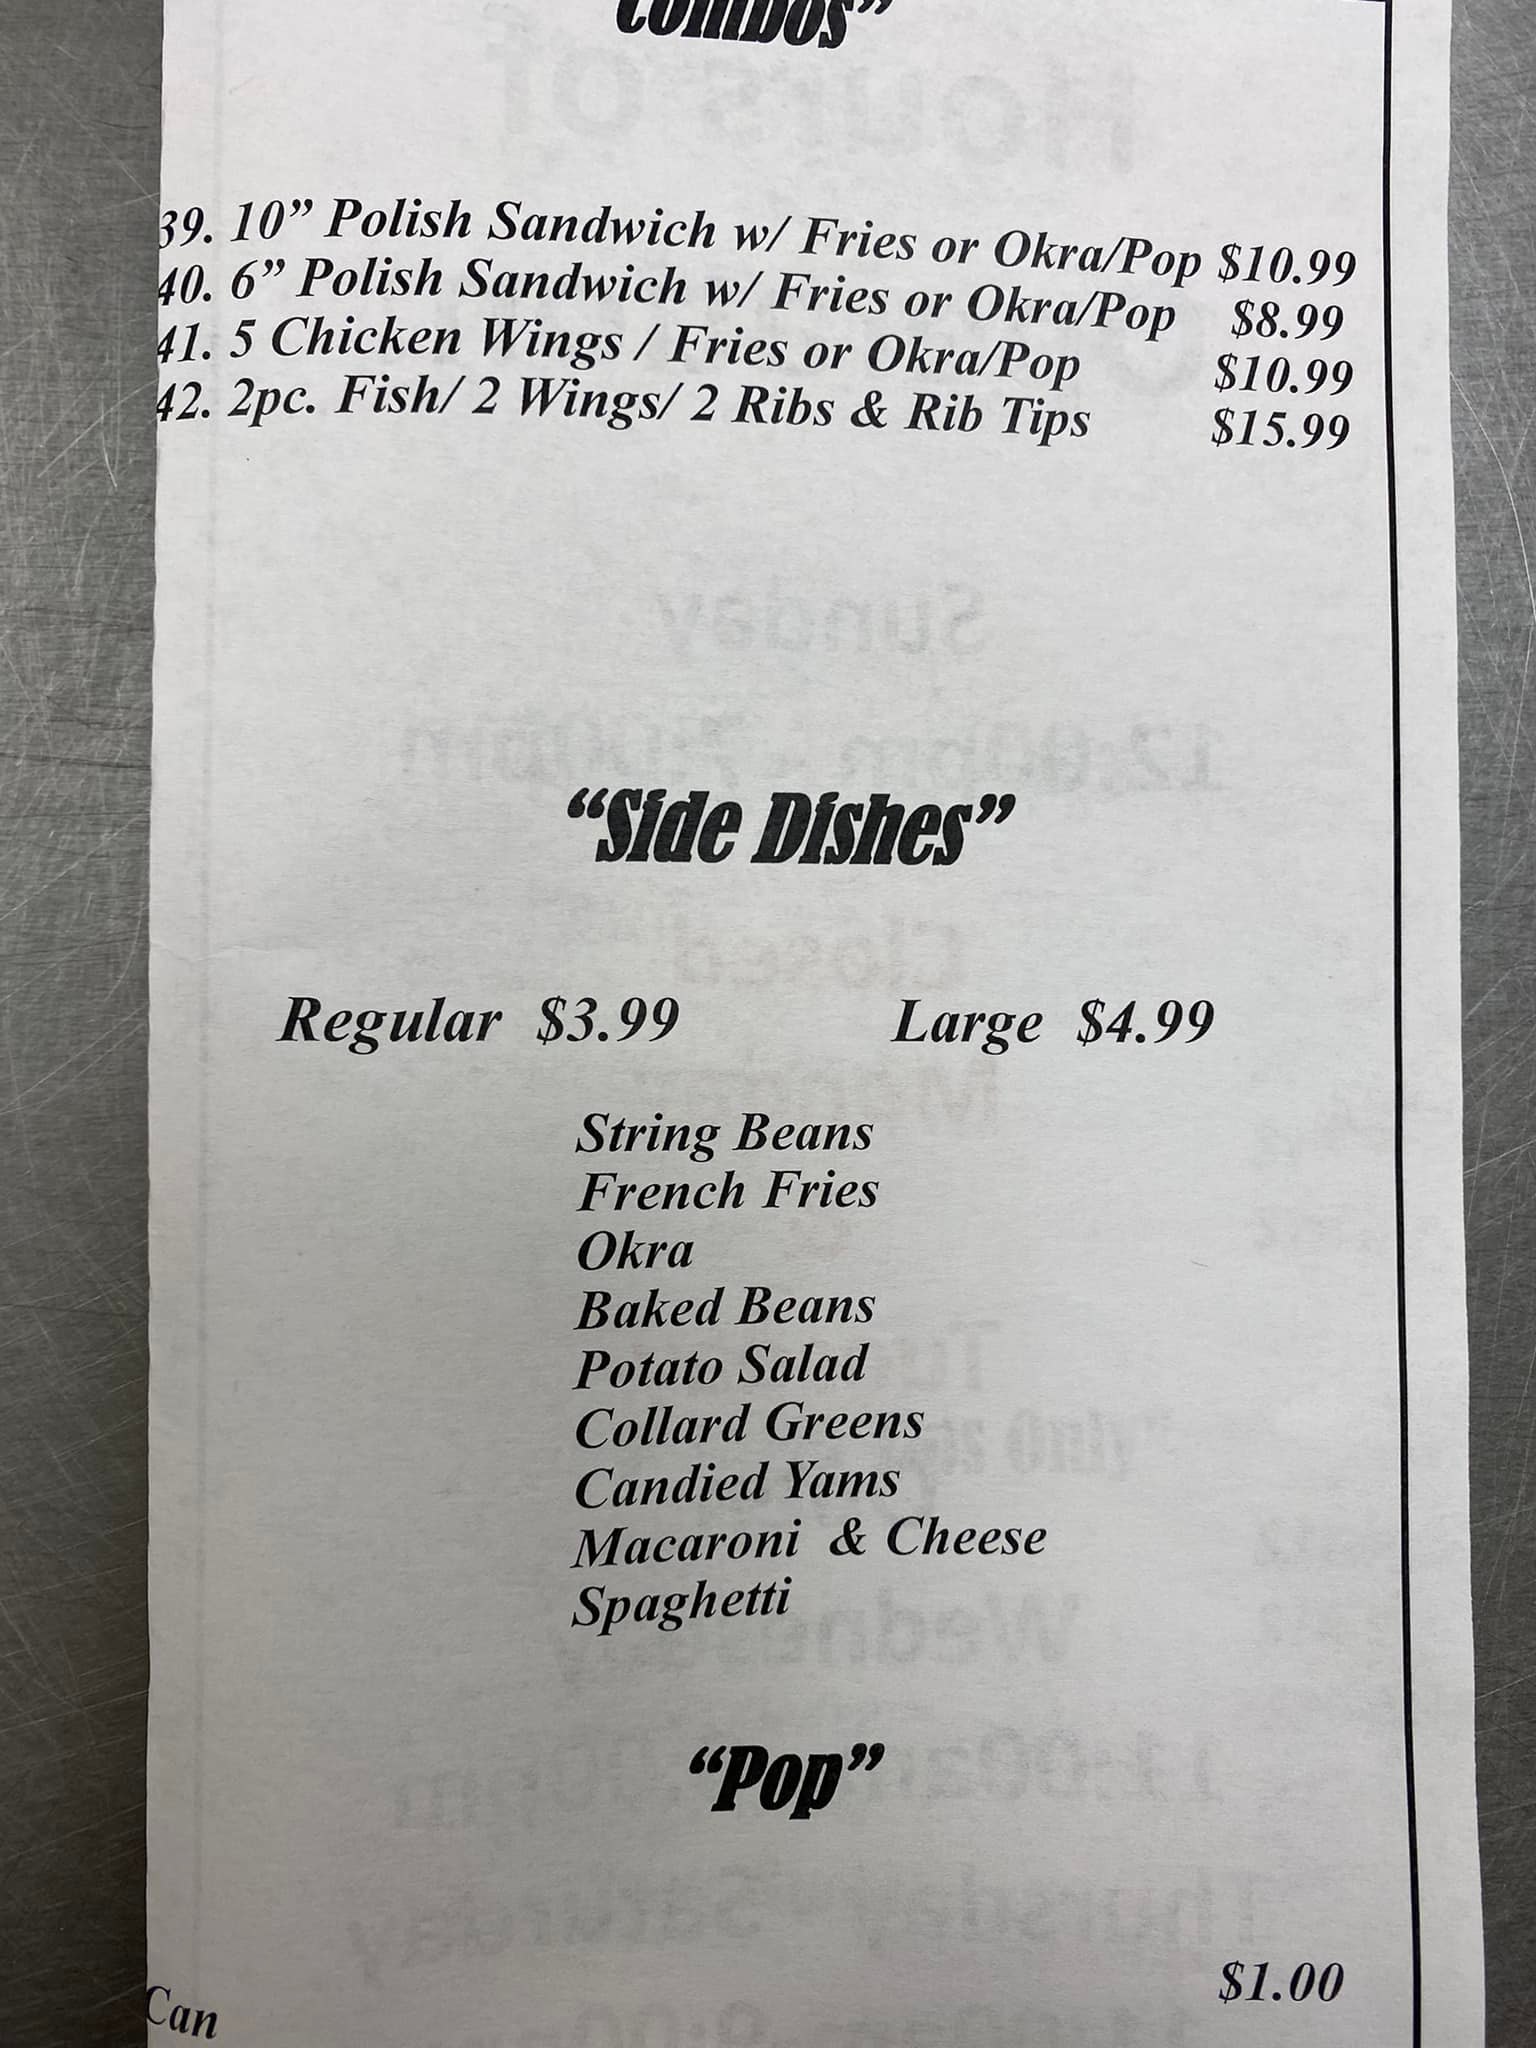 Combos”
39. 10” Polish Sandwich w/ Fries or Okra/Pop $10.99
40. 6” Polish Sandwich w/ Fries or Okra/Pop $8.99
41. 5 Chicken Wings / Fries or Okra/Pop $10.99
42. 2pc. Fish/ 2 Wings/ 2 Ribs & Rib Tips $15.99
“Side Dishes”
Regular $3.99 Large $4.99
String Beans
French Fries
Okra
Baked Beans
Potato Salad
Collard Greens
Candied Yams
Macaroni & Cheese
Spaghetti
“Pop”
Can $1.00